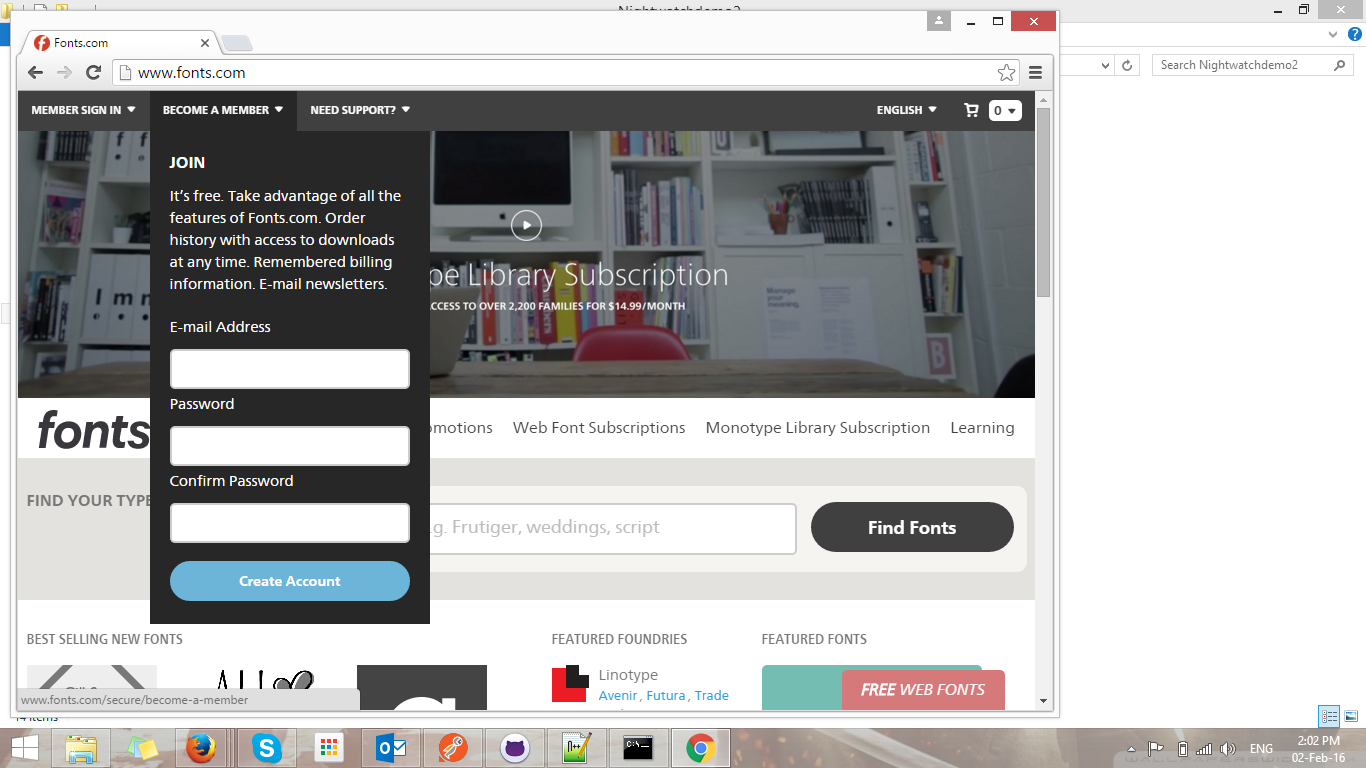 Nightwatchdemo2
Fonts.com
www.fonts.com
Search Nightwatchdemo2
MEMBER SIGN IN
BECOME A MEMBER
NEED SUPPORT?
ENGLISH
0
JOIN
It's free. Take advantage of all the
features of Fonts.com. Order
history with access to downloads
at any time. Remembered billing
information. E-mail newsletters.
E-mail Address
Password
Confirm Password
Create Account
pe Library Subscription
CCESS TO OVER 2,200 FAMILIES FOR $14.99/MONTH
Manage
your
meaning.
B
fonts
omotions
Web Font Subscriptions
Monotype Library Subscription
Learning
FIND YOUR TYPE
.g. Frutiger, weddings, script
Find Fonts
BEST SELLING NEW FONTS
FEATURED FOUNDRIES
FEATURED FONTS
Linotype
Avenir , Futura , Trade
FREE WEB FONTS
www.fonts.com/secure/become-a-member
14 items
C:\_
ENG
2:02 PM
02-Feb-16